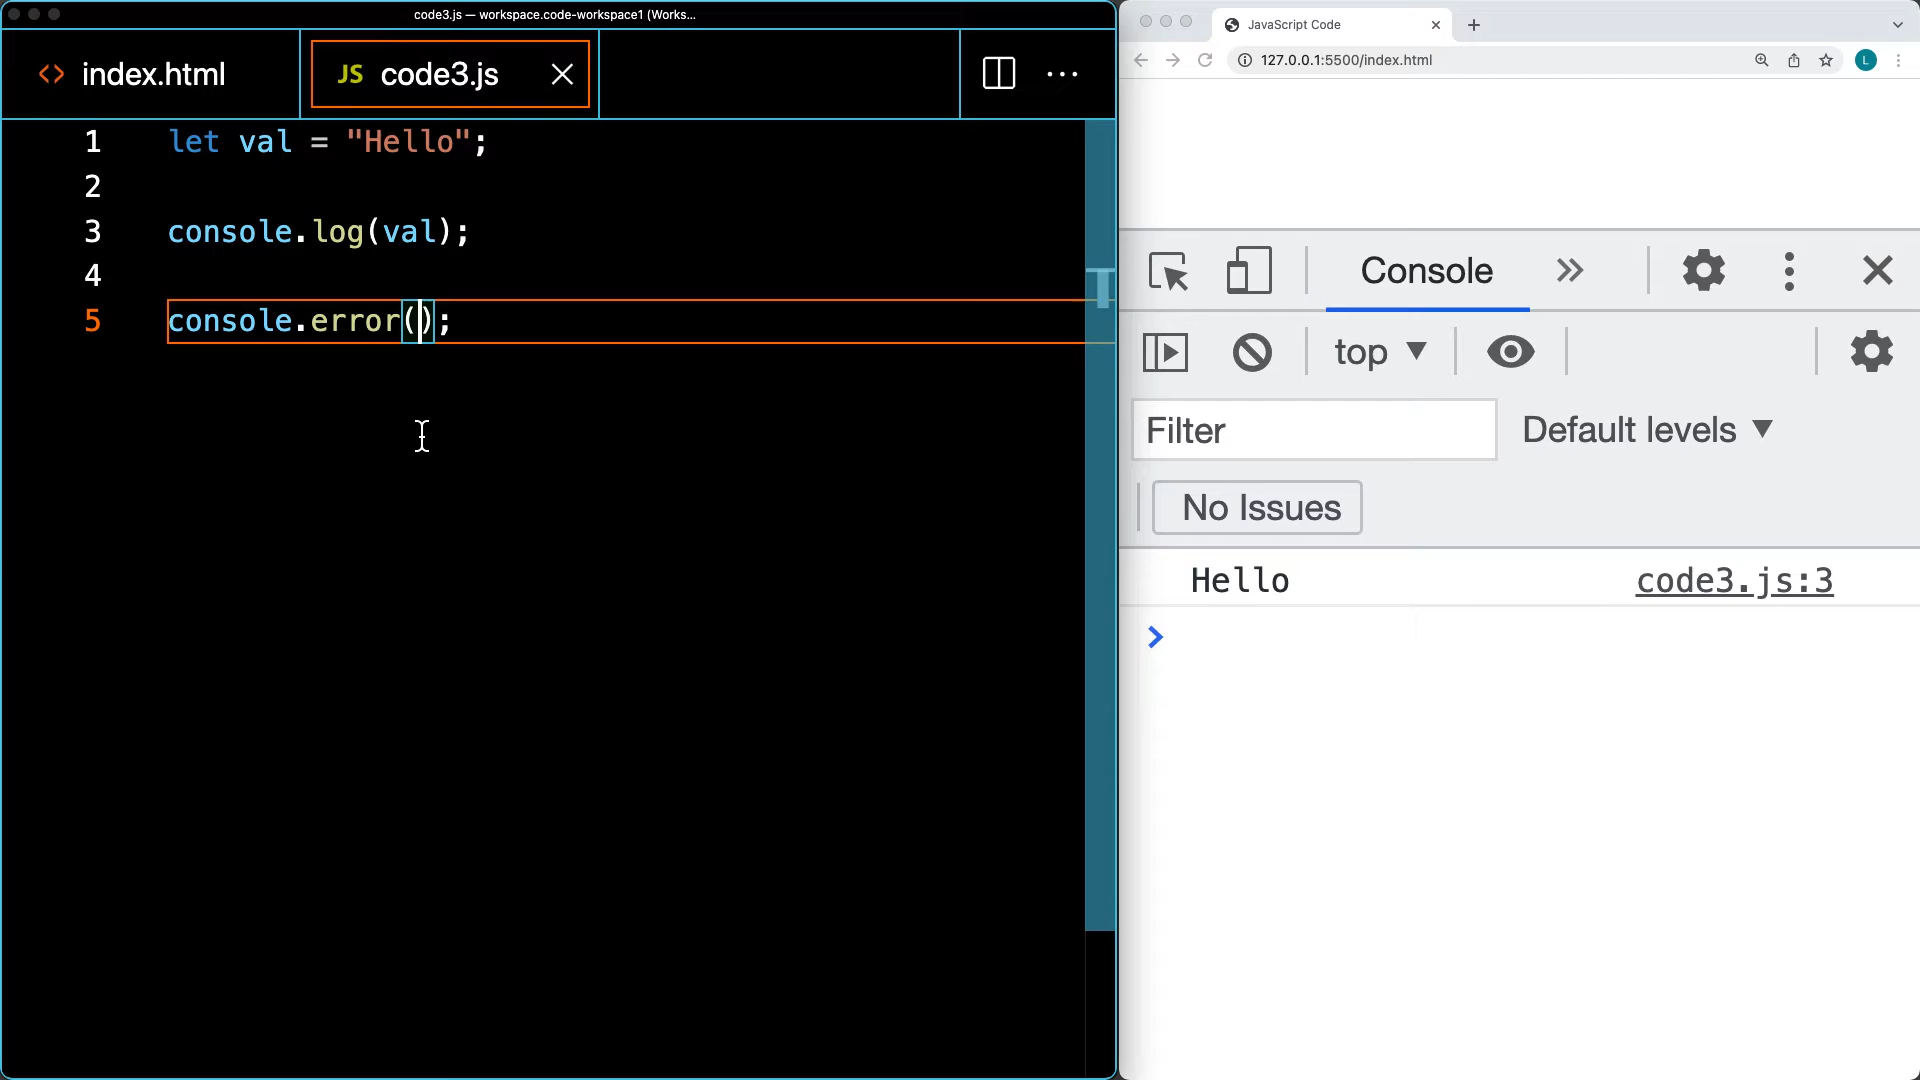 code3.js — workspace.code-workspace1 (Works...
<> index.html
JS code3.js
1 let val = "Hello";
2
3 console.log(val);
4
5 console.error();
JavaScript Code
127.0.0.1:5500/index.html
L
Console
top
Filter
Default levels
No Issues
Hello code3.js:3
>